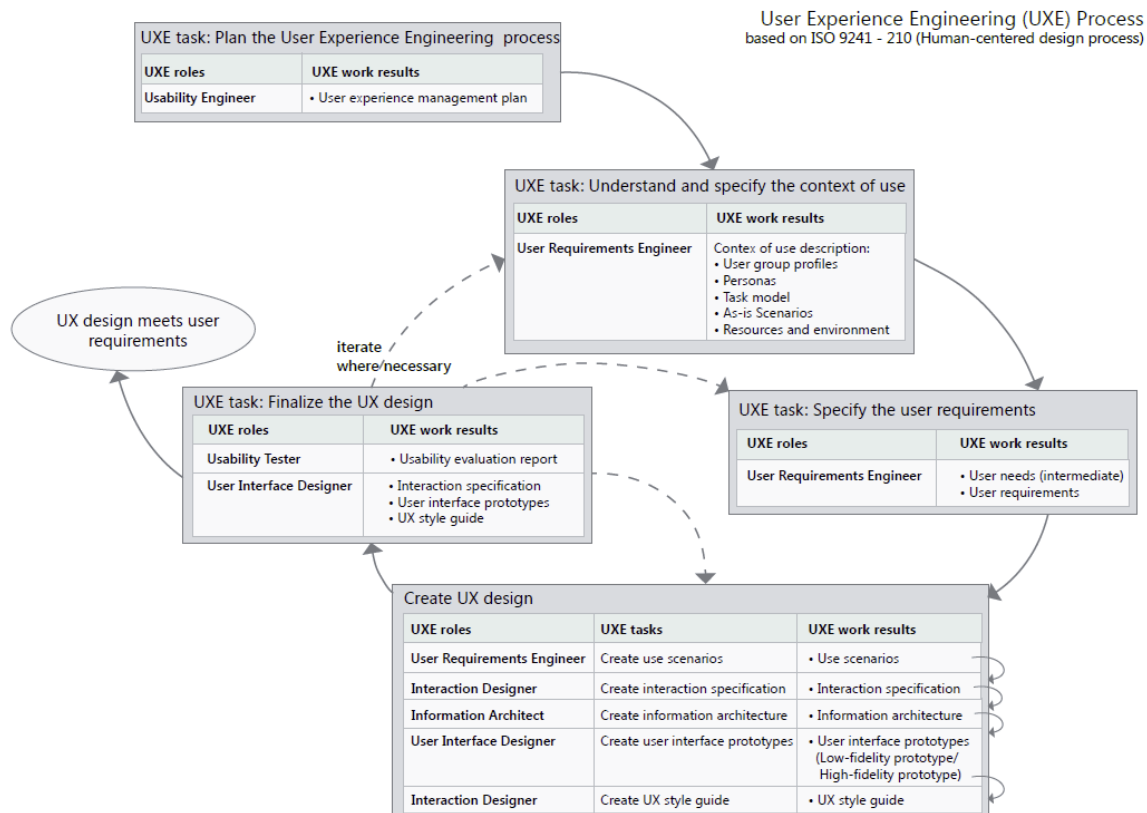 User Experience Engineering (UXE) Process
based on ISO 9241 - 210 (Human-centered design process)
UXE task: Plan the User Experience Engineering process
UXE roles UXE work results
Usability Engineer • User experience management plan
UXE task: Understand and specify the context of use
UXE roles UXE work results
User Requirements Engineer Contex of use description:
• User group profiles
• Personas
• Task model
• As-is Scenarios
• Resources and environment
UX design meets user
requirements
iterate
where necessary
UXE task: Finalize the UX design
UXE roles UXE work results
Usability Tester • Usability evaluation report
User Interface Designer • Interaction specification
• User interface prototypes
• UX style guide
UXE task: Specify the user requirements
UXE roles UXE work results
User Requirements Engineer • User needs (intermediate)
• User requirements
Create UX design
UXE roles UXE tasks UXE work results
User Requirements Engineer Create use scenarios • Use scenarios
Interaction Designer Create interaction specification • Interaction specification
Information Architect Create information architecture • Information architecture
User Interface Designer Create user interface prototypes • User interface prototypes
(Low-fidelity prototype/
High-fidelity prototype)
Interaction Designer Create UX style guide • UX style guide